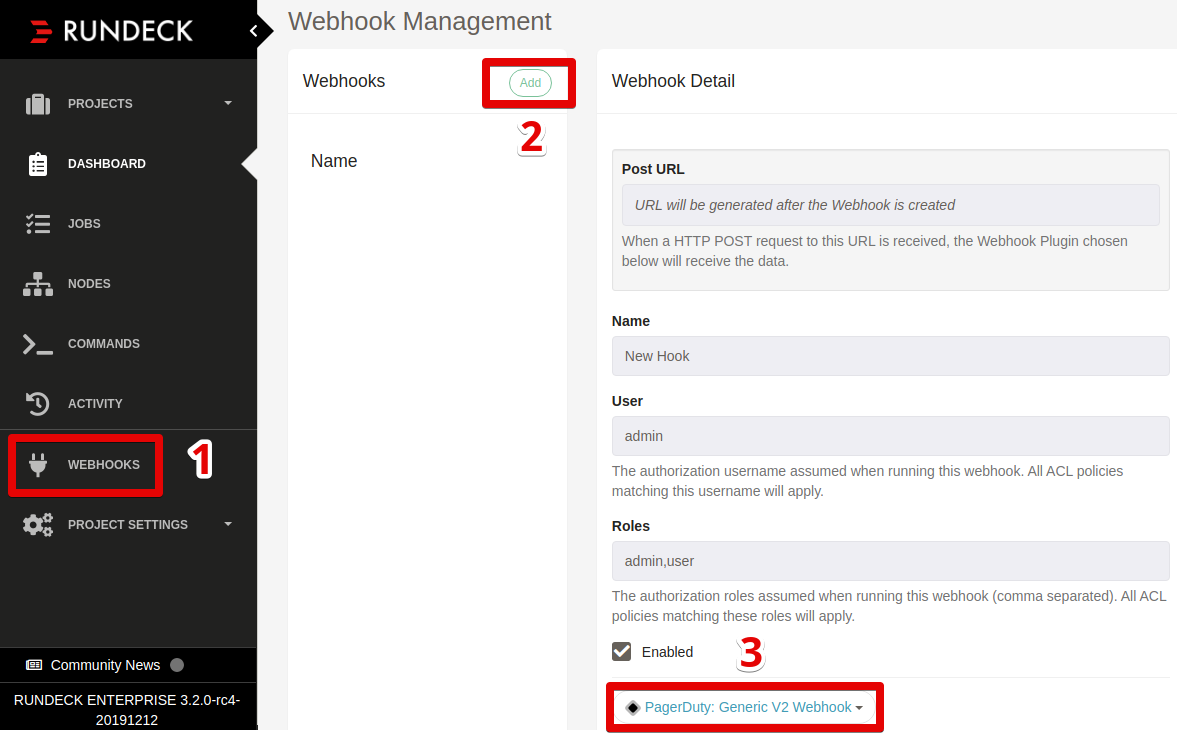 RUNDECK
PROJECTS
DASHBOARD
JOBS
NODES
COMMANDS
ACTIVITY
WEBHOOKS
1
PROJECT SETTINGS
Community News
RUNDECK ENTERPRISE 3.2.0-rc4-
20191212
Webhook Management
Webhooks
Add
2
Name
Webhook Detail
Post URL
URL will be generated after the Webhook is created
When a HTTP POST request to this URL is received, the Webhook Plugin chosen
below will receive the data.
Name
New Hook
User
admin
The authorization username assumed when running this webhook. All ACL policies
matching this username will apply.
Roles
admin,user
The authorization roles assumed when running this webhook (comma separated). All ACL
policies matching these roles will apply.
Enabled
3
PagerDuty: Generic V2 Webhook